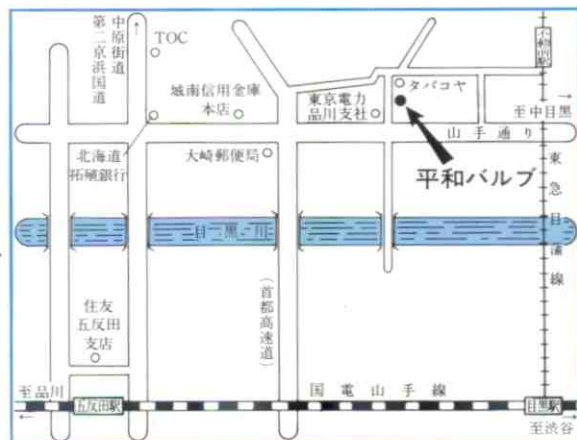 第二京浜国道
中原街道
TOC
城南信用金庫
本店
東京電力
品川支社
タバコヤ
不動前駅
至中目黒
山手通り
北海道
拓殖銀行
大崎郵便局
平和バルブ
東急目蒲線
目黒川
住友
五反田
支店
(首都高速道)
至品川
国電山手線
五反田駅
目黒駅
至渋谷